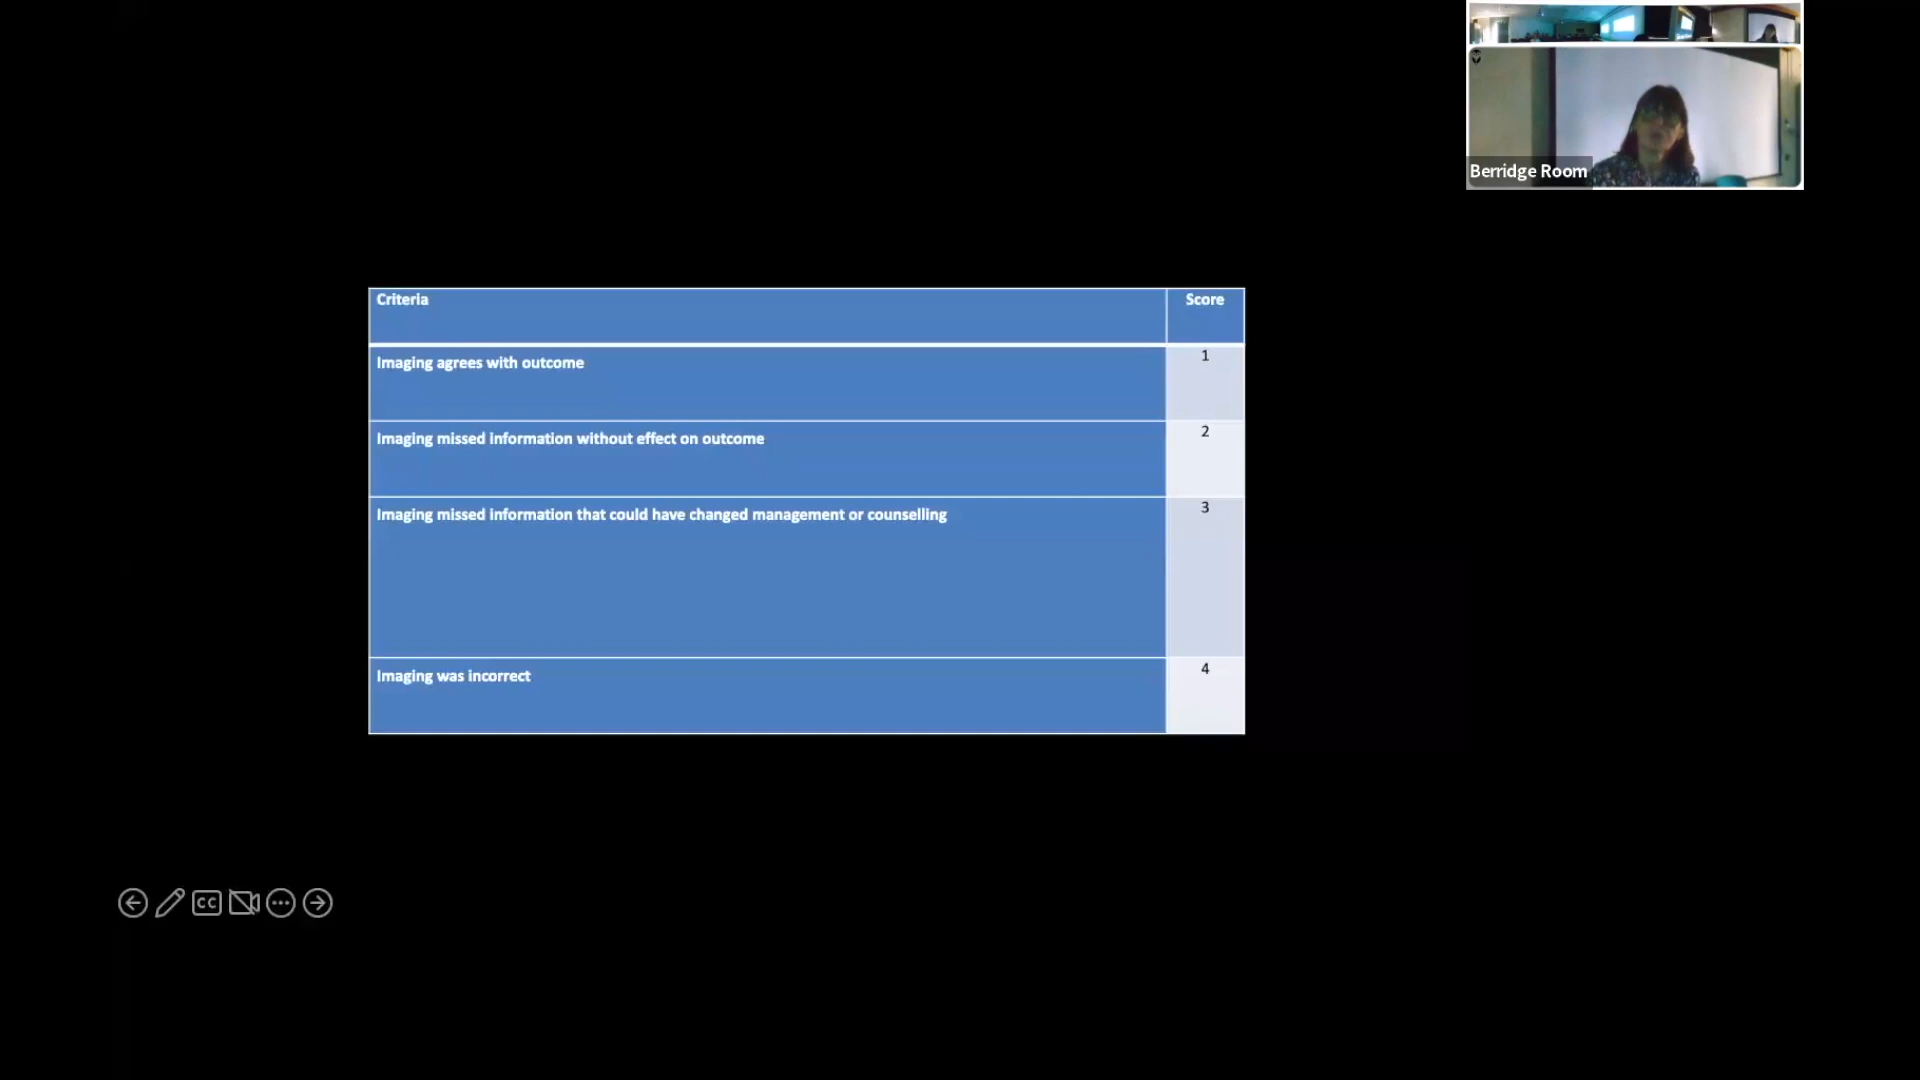 Berridge Room
Criteria Score
Imaging agrees with outcome 1
Imaging missed information without effect on outcome 2
Imaging missed information that could have changed management or counselling 3
Imaging was incorrect 4
CC